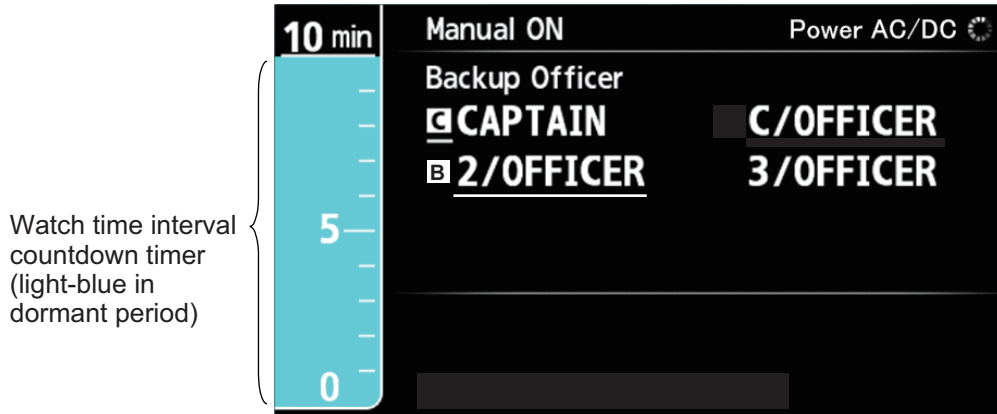 10 min
Manual ON
Power AC/DC
Backup Officer
C CAPTAIN
C/OFFICER
B 2/OFFICER
3/OFFICER
5
0
Watch time interval
countdown timer
(light-blue in
dormant period)